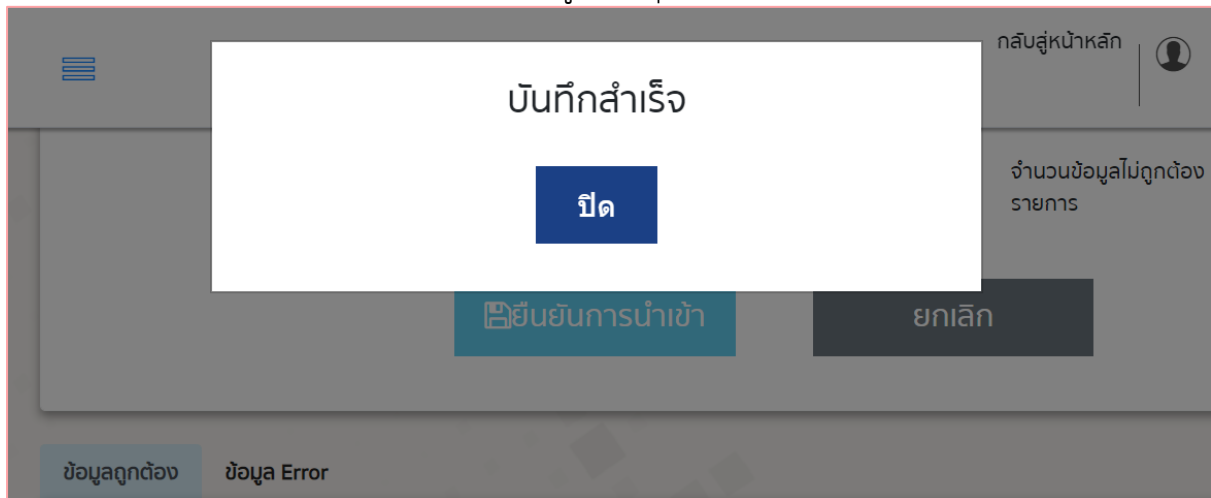 กลับสู่หน้าหลัก
บันทึกสำเร็จ
ปิด
จำนวนข้อมูลไม่ถูกต้อง
รายการ
ยืนยันการนำเข้า
ยกเลิก
ข้อมูลถูกต้อง ข้อมูล Error